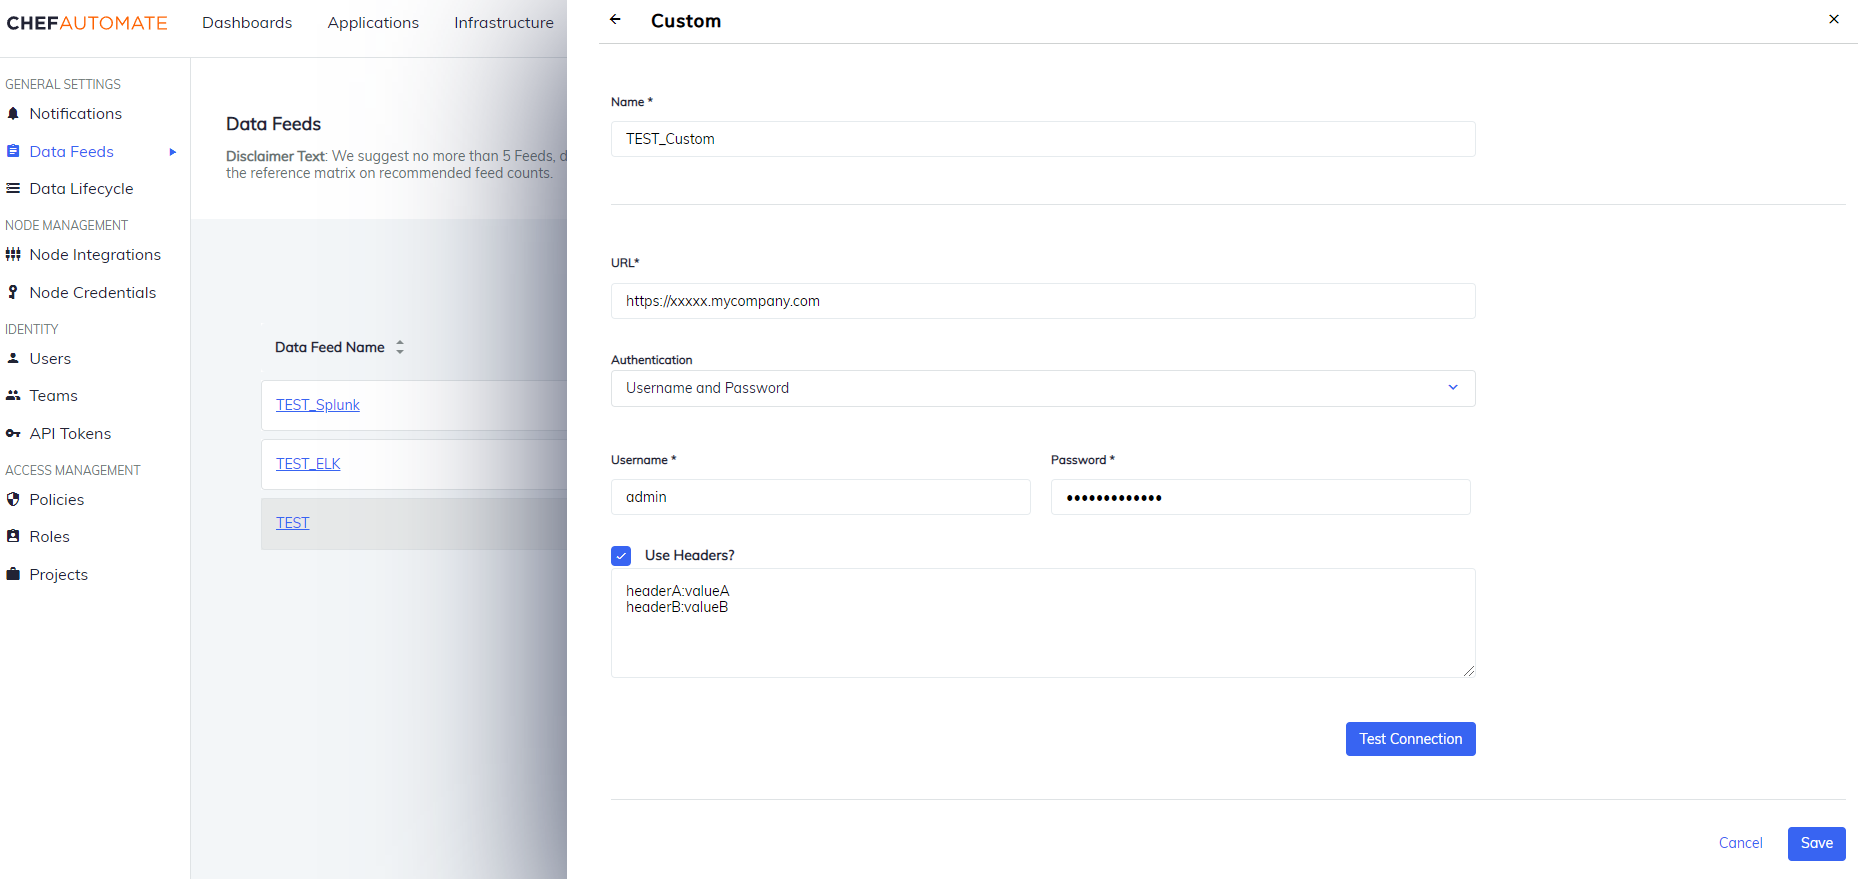 CHEFAUTOMATE
Dashboards
Applications
Infrastructure
GENERAL SETTINGS
Notifications
Data Feeds
Data Lifecycle
NODE MANAGEMENT
Node Integrations
Node Credentials
IDENTITY
Users
Teams
API Tokens
ACCESS MANAGEMENT
Policies
Roles
Projects
Data Feeds
Disclaimer Text: We suggest no more than 5 Feeds, d
the reference matrix on recommended feed counts.
Data Feed Name
TEST_Splunk
TEST_ELK
TEST
Custom
Name *
TEST_Custom
URL*
https://xxxxx.mycompany.com
Authentication
Username and Password
Username *
Password *
admin
•••••••••••••
Use Headers?
headerA:valueA
headerB:valueB
Test Connection
Cancel
Save